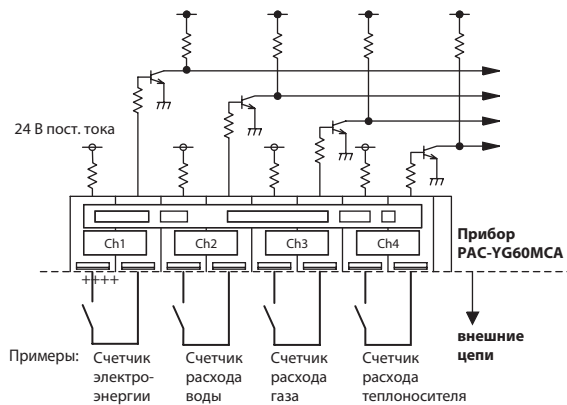 24 В пост. тока
Ch1 Ch2 Ch3 Ch4
Прибор
PAC-YG60MCA
++++
внешние
цепи
Примеры: Счетчик Счетчик Счетчик Счетчик
электро- расхода расхода расхода
энергии воды газа теплоносителя